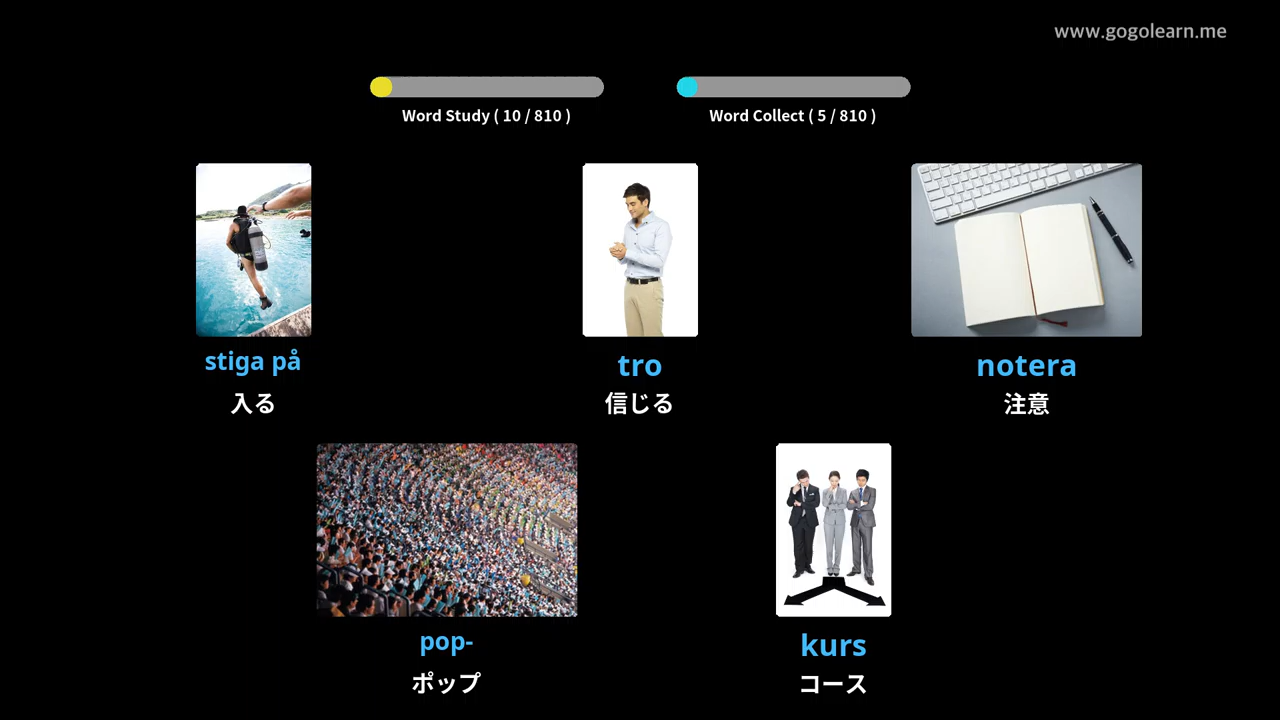 www.gogolearn.me
Word Study ( 10 / 810 )
Word Collect ( 5 / 810 )
stiga på
入る
tro
信じる
notera
注意
pop-
ポップ
kurs
コース